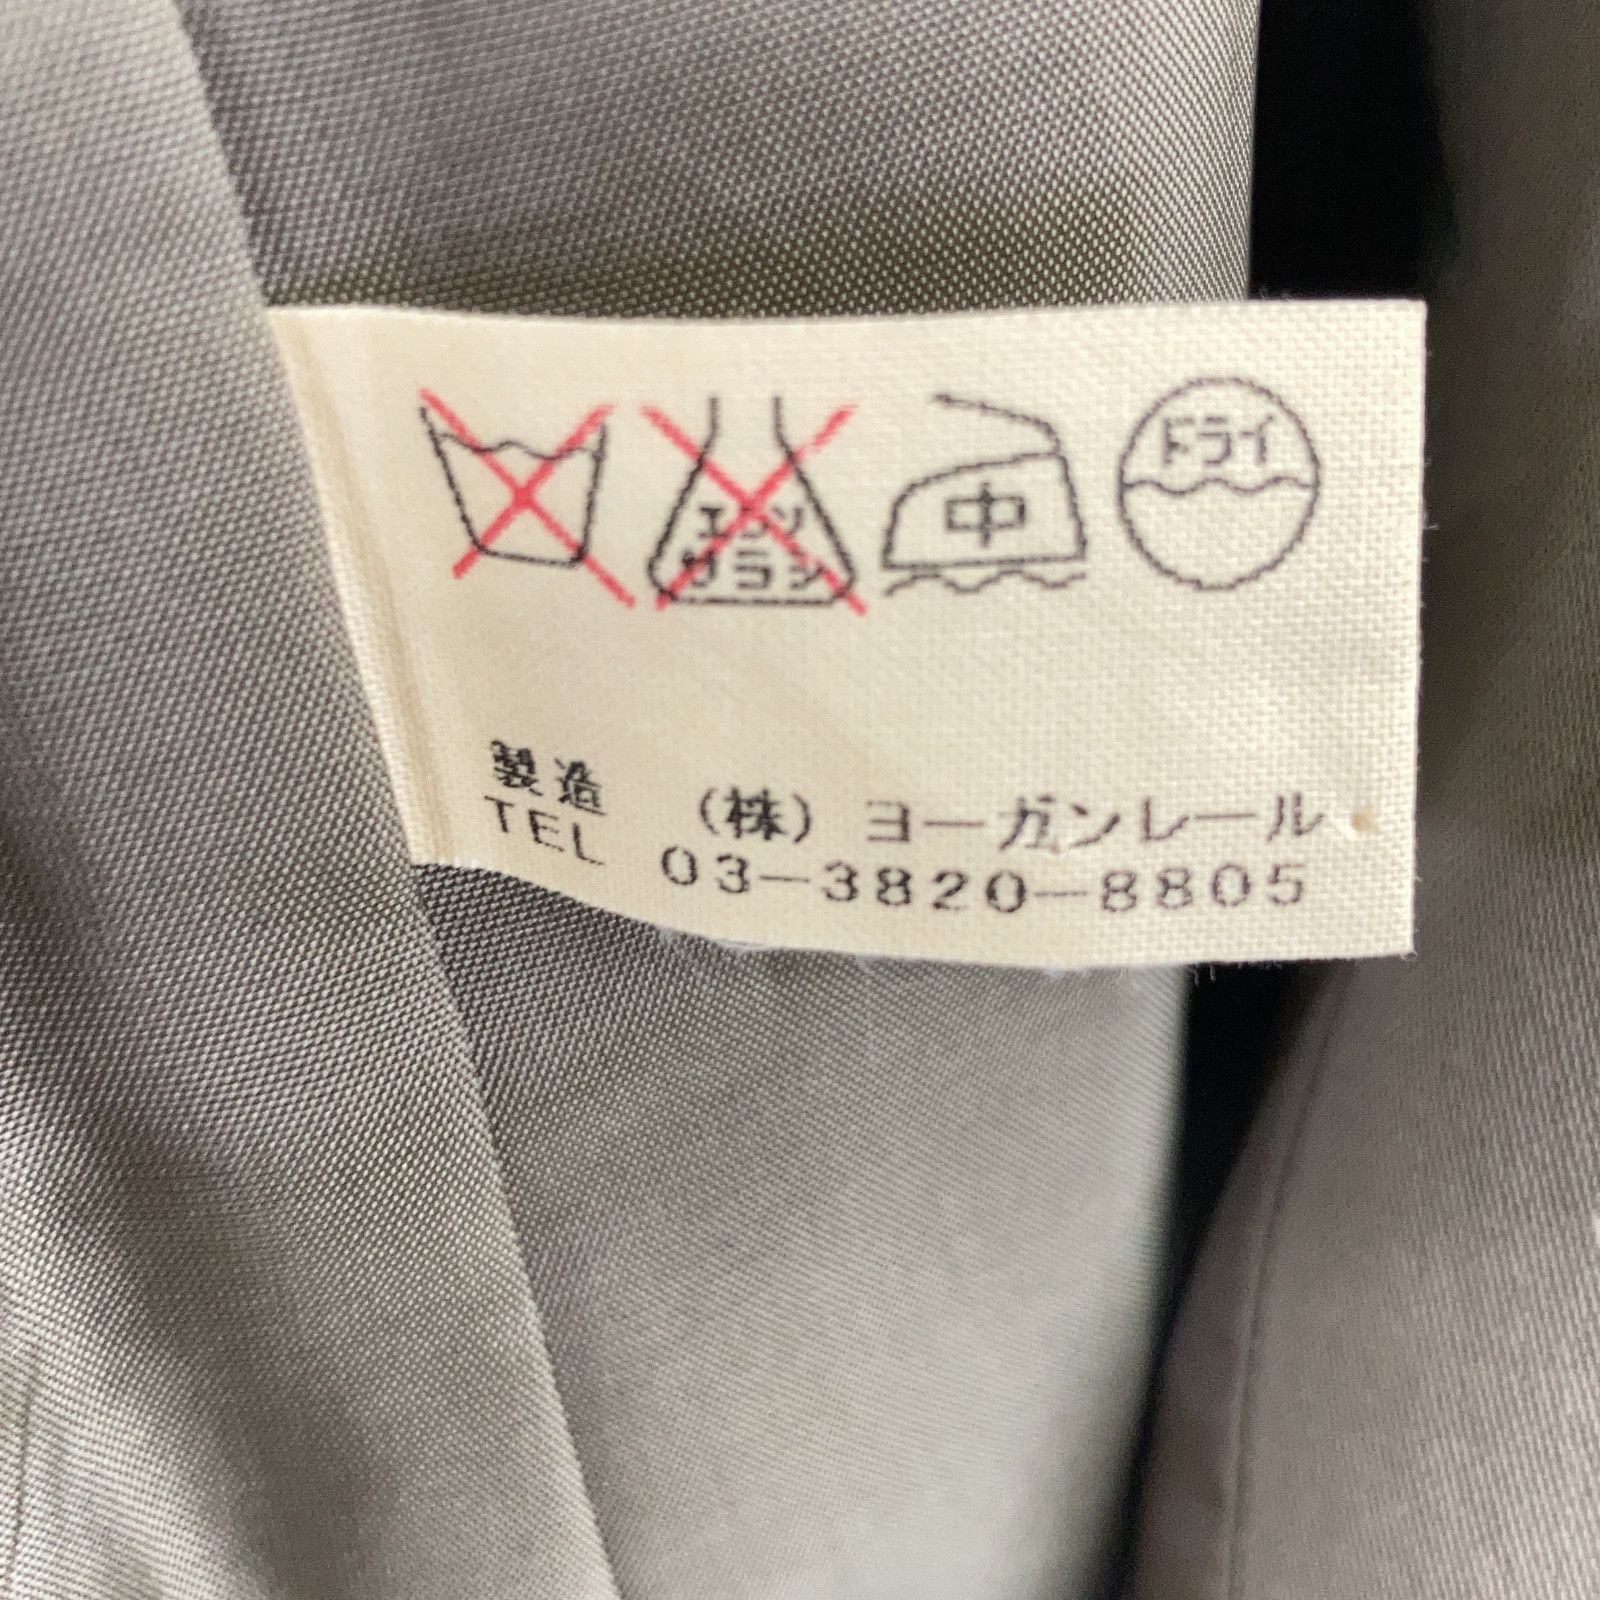 エンソ
サラン
中
ドライ
製造 (株) ヨーガンレール
TEL 03-3820-8805